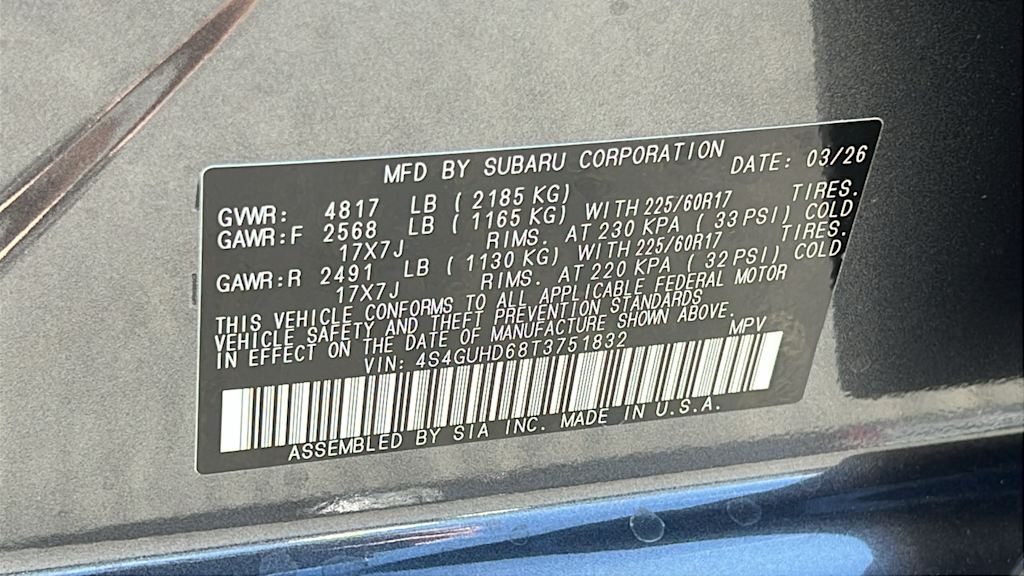 MFD BY SUBARU CORPORATION DATE: 03/26
GVWR: 4817 LB ( 2185 KG)
GAWR:F 2568 LB ( 1165 KG) WITH 225/60R17 TIRES.
17X7J RIMS. AT 230 KPA ( 33 PSI) COLD
GAWR:R 2491 LB ( 1130 KG) WITH 225/60R17 TIRES.
17X7J RIMS. AT 220 KPA ( 32 PSI) COLD
THIS VEHICLE CONFORMS TO ALL APPLICABLE FEDERAL MOTOR
VEHICLE SAFETY AND THEFT PREVENTION STANDARDS
IN EFFECT ON THE DATE OF MANUFACTURE SHOWN ABOVE.
VIN: 4S4GUHD68T3751832 MPV
ASSEMBLED BY SIA INC. MADE IN U.S.A.